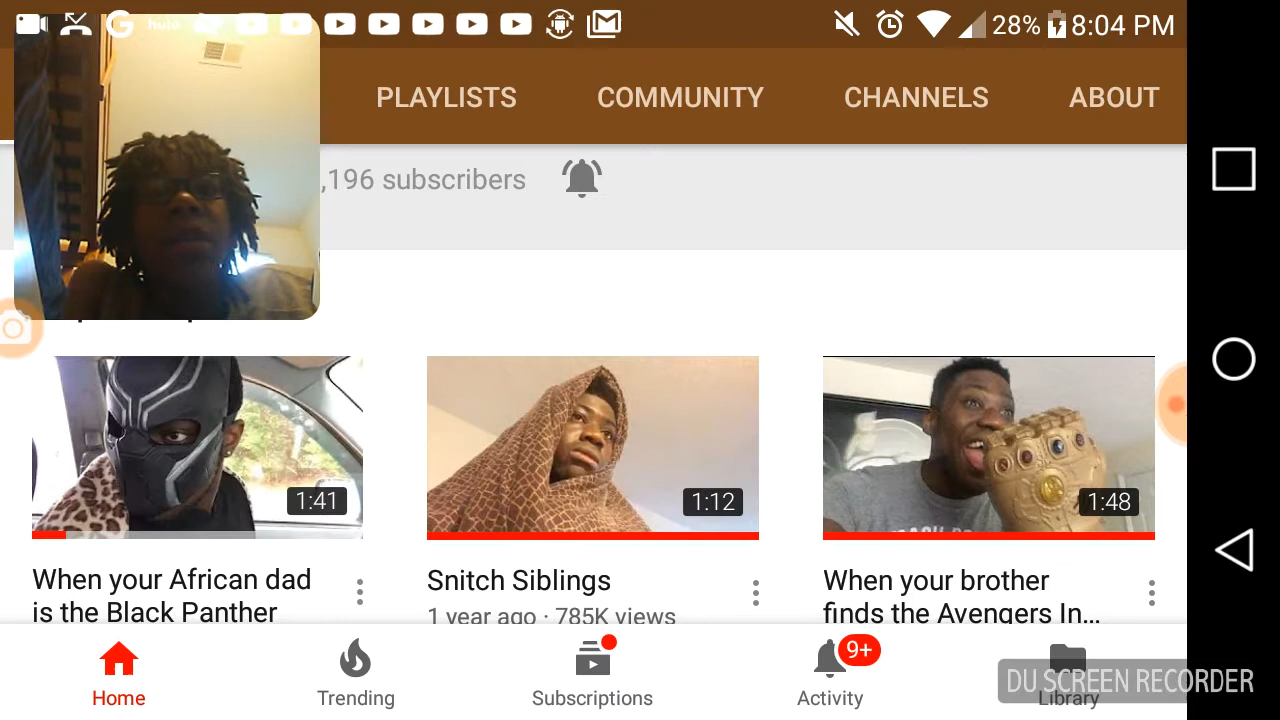 hulu
28% 8:04 PM
PLAYLISTS COMMUNITY CHANNELS ABOUT
,196 subscribers
1:41
1:12
1:48
When your African dad
is the Black Panther
Snitch Siblings
1 year ago · 785K views
When your brother
finds the Avengers In...
9+
Home
Trending
Subscriptions
Activity
Library
DU SCREEN RECORDER